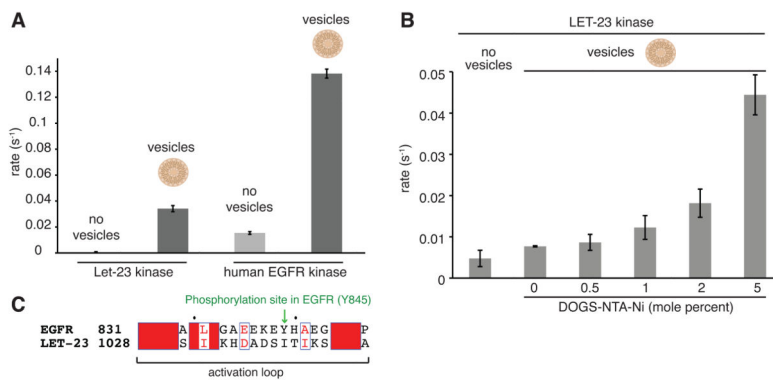 A
vesicles
0.14
0.12
0.1
0.08
0.06
0.04
0.02
0
rate (s-1)
no
vesicles
vesicles
no
vesicles
Let-23 kinase
human EGFR kinase
B
LET-23 kinase
no
vesicles
vesicles
0.05
0.04
0.03
0.02
0.01
0
rate (s-1)
0 0.5 1 2 5
DOGS-NTA-Ni (mole percent)
C
Phosphorylation site in EGFR (Y845)
EGFR 831 A L GAEEKEYHAEG P
LET-23 1028 S I KHDADSITIKS A
activation loop